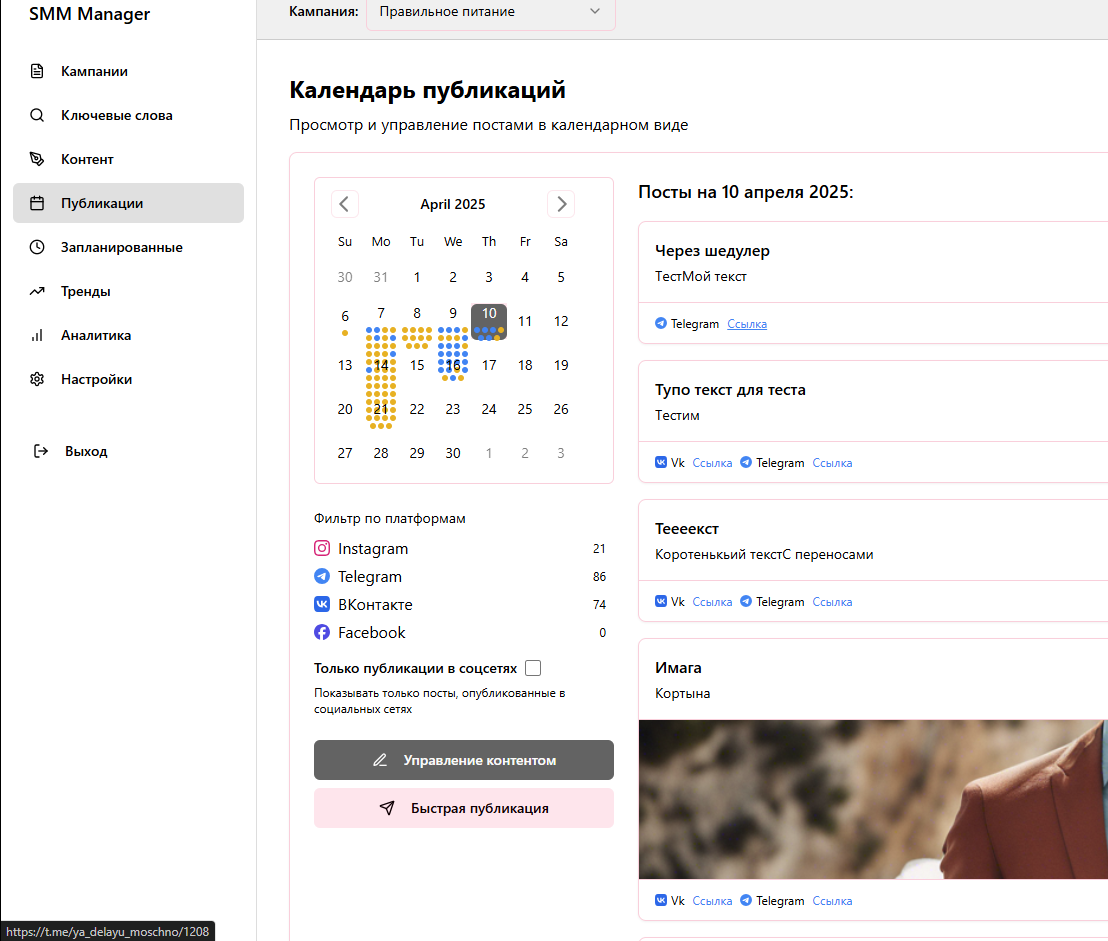 SMM Manager
Кампания: Правильное питание
Кампании
Ключевые слова
Контент
Публикации
Запланированные
Тренды
Аналитика
Настройки
Выход
Календарь публикаций
Просмотр и управление постами в календарном виде
April 2025
Su Mo Tu We Th Fr Sa
30 31 1 2 3 4 5
6 7 8 9 10 11 12
13 14 15 16 17 18 19
20 21 22 23 24 25 26
27 28 29 30 1 2 3
Фильтр по платформам
Instagram 21
Telegram 86
ВКонтакте 74
Facebook 0
Только публикации в соцсетях
Показывать только посты, опубликованные в
социальных сетях
Управление контентом
Быстрая публикация
Посты на 10 апреля 2025:
Через шедулер
ТестМой текст
Telegram Ссылка
Тупо текст для теста
Тестим
Vk Ссылка Telegram Ссылка
Теееекст
Коротенькьий текстС переносами
Vk Ссылка Telegram Ссылка
Имага
Кортына
Vk Ссылка Telegram Ссылка
https://t.me/ya_delayu_moschno/1208